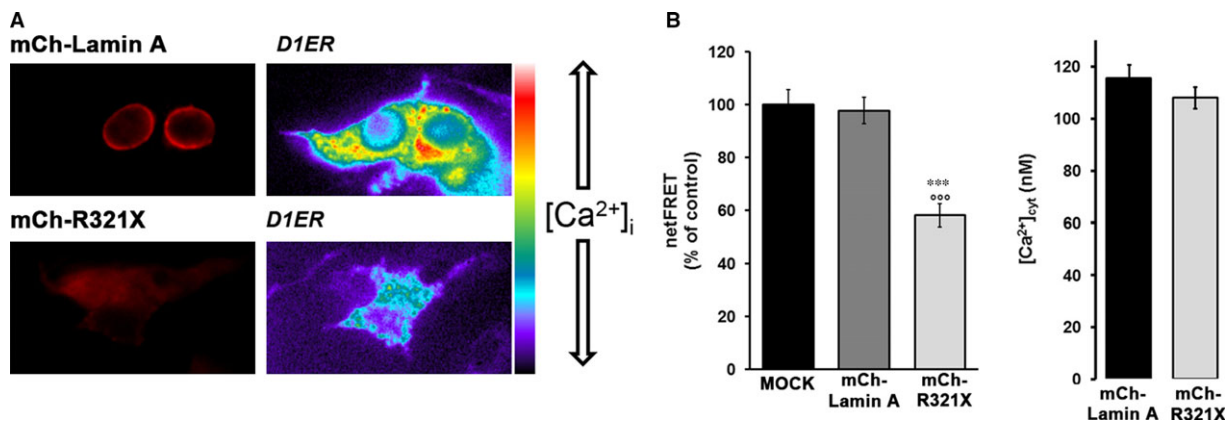 A
mCh-Lamin A
D1ER
mCh-R321X
D1ER
[Ca²⁺]ᵢ
B
netFRET
(% of control)
120
100
80
60
40
20
0
***
°°°
MOCK
mCh-
Lamin A
mCh-
R321X
[Ca²⁺]cyt (nM)
120
100
80
60
40
20
0
mCh-
Lamin A
mCh-
R321X